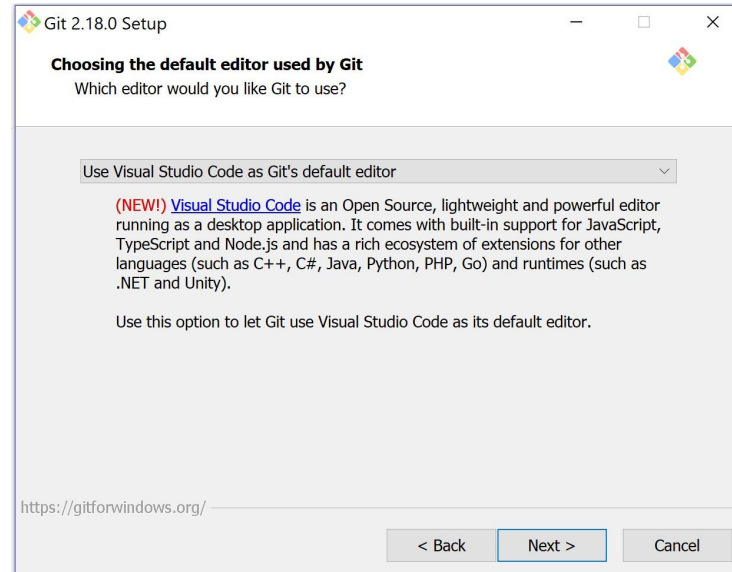 Git 2.18.0 Setup
Choosing the default editor used by Git
Which editor would you like Git to use?
Use Visual Studio Code as Git's default editor
(NEW!) Visual Studio Code is an Open Source, lightweight and powerful editor
running as a desktop application. It comes with built-in support for JavaScript,
TypeScript and Node.js and has a rich ecosystem of extensions for other
languages (such as C++, C#, Java, Python, PHP, Go) and runtimes (such as
.NET and Unity).
Use this option to let Git use Visual Studio Code as its default editor.
https://gitforwindows.org/
< Back Next > Cancel